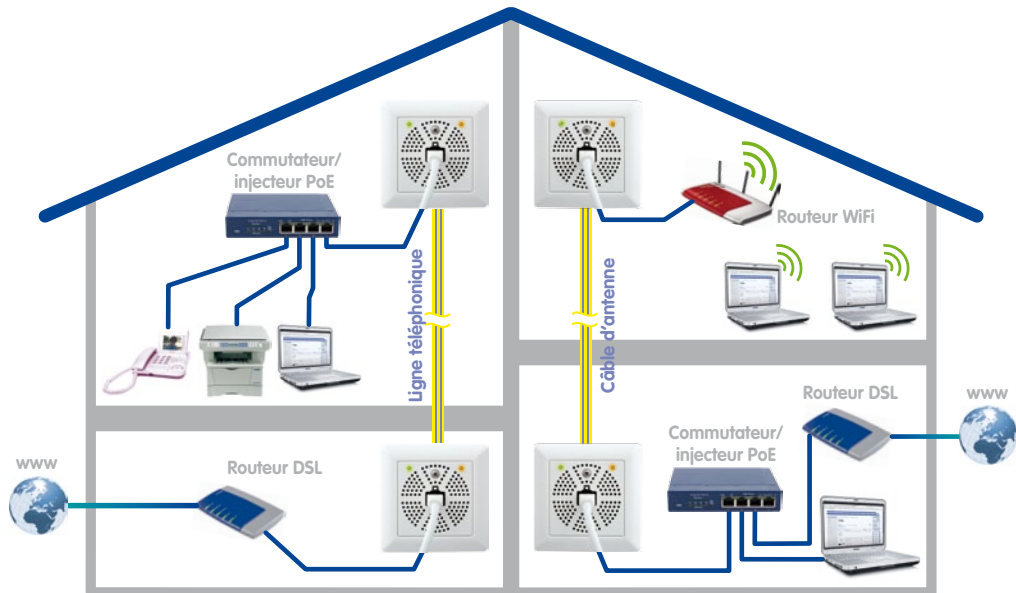 Commutateur/
injecteur PoE
Routeur WiFi
Ligne téléphonique
Câble d'antenne
Routeur DSL
www
Commutateur/
injecteur PoE
www
Routeur DSL